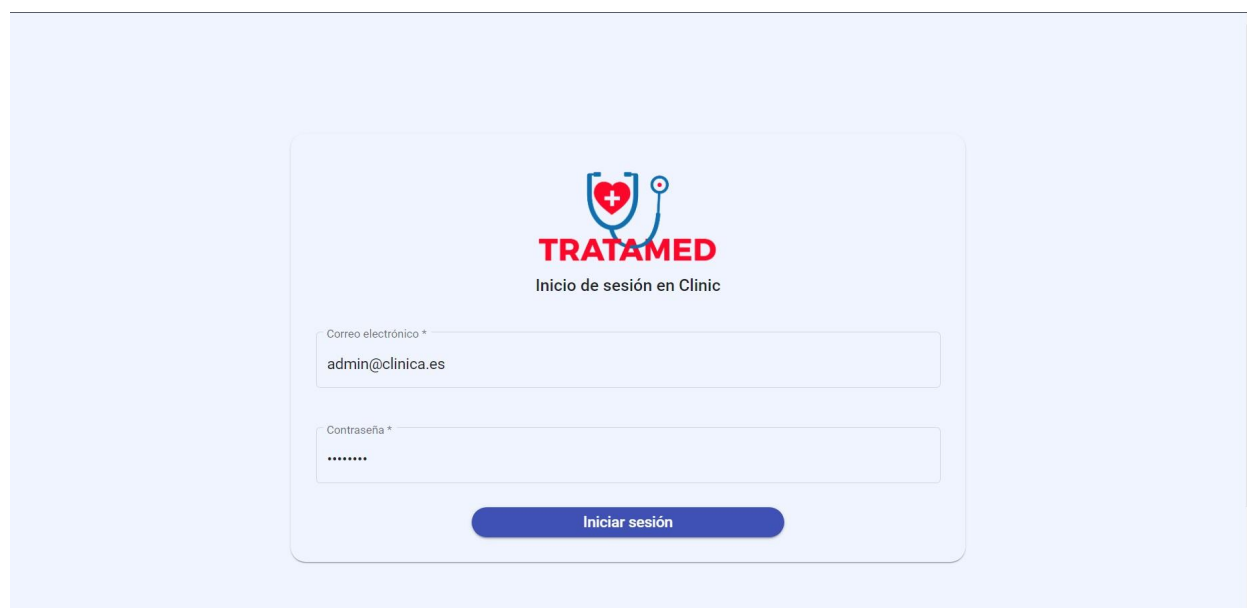 TRATAMED
Inicio de sesión en Clinic
Correo electrónico *
admin@clinica.es
Contraseña *
••••••••
Iniciar sesión